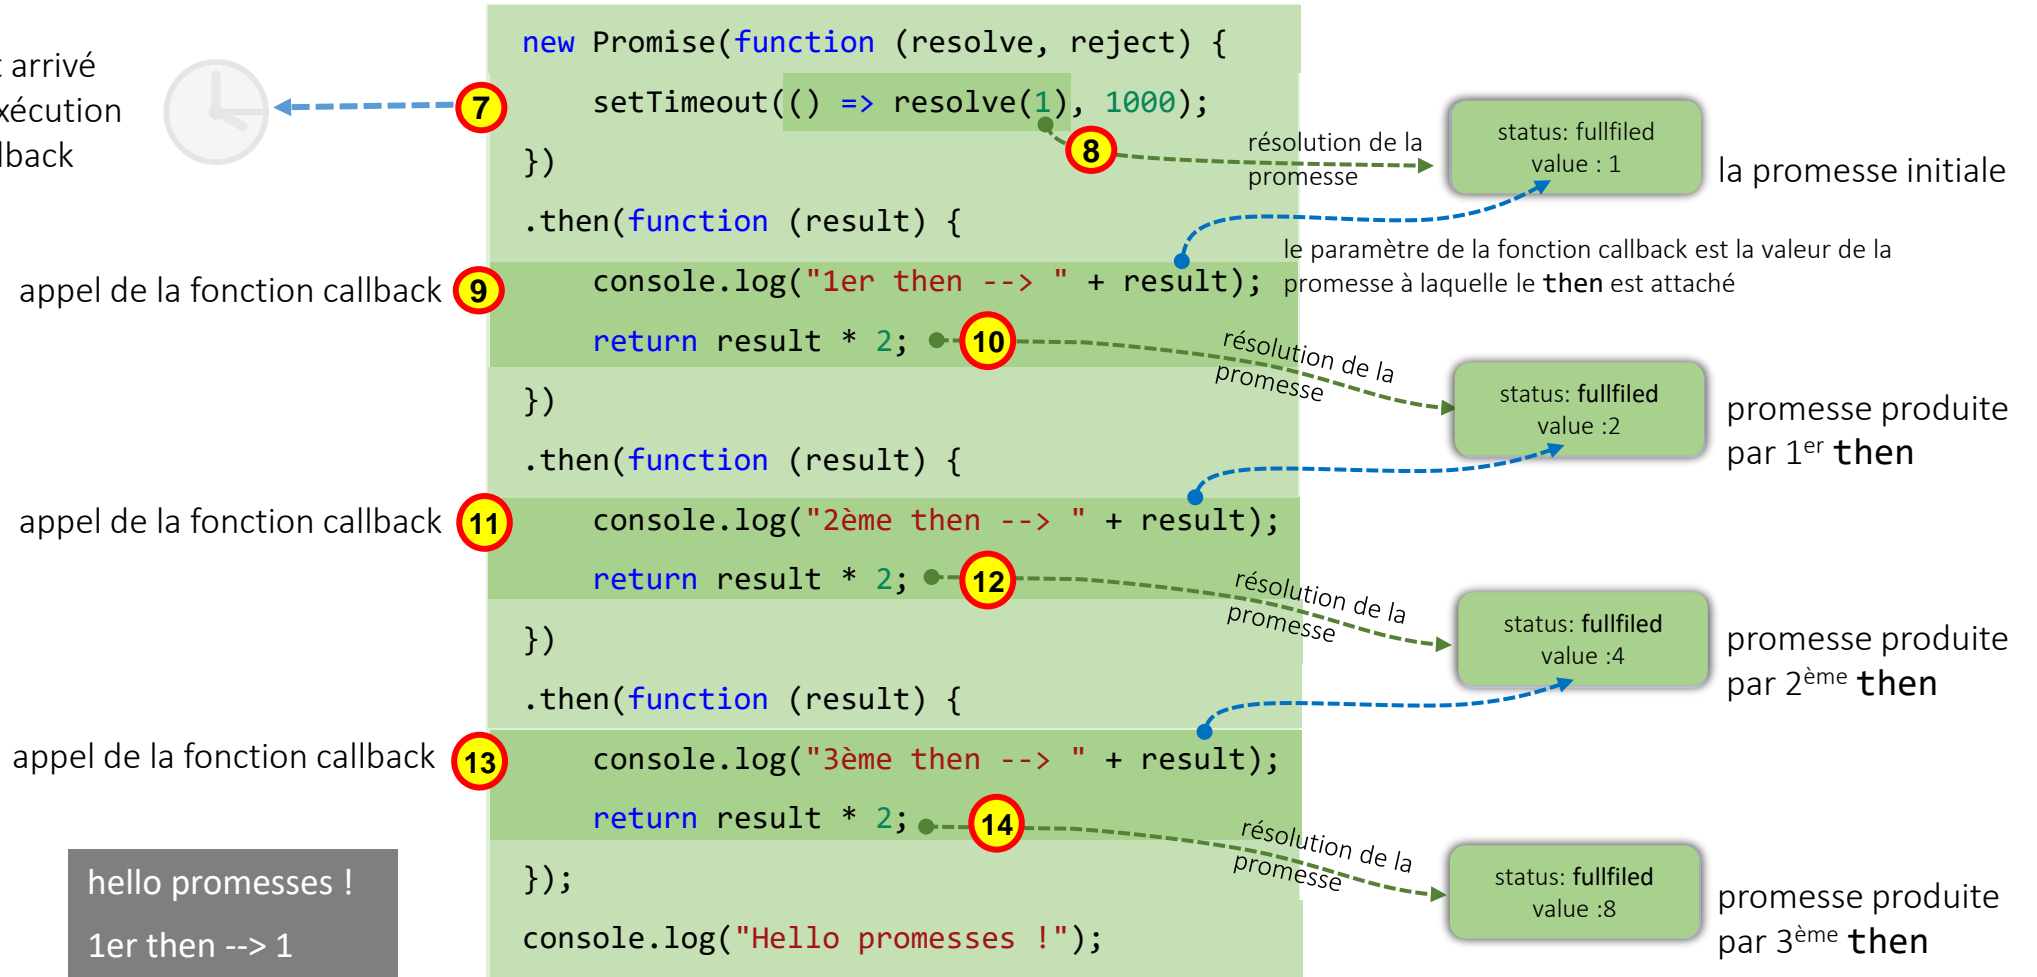 new Promise(function (resolve, reject) {
arrivé
7
setTimeout(() => resolve(1), 1000);
8
})
résolution de la
promesse
status: fullfiled
value : 1
la promesse initiale
.then(function (result) {
le paramètre de la fonction callback est la valeur de la
promesse à laquelle le then est attaché
appel de la fonction callback
9
console.log("1er then --> " + result);
return result * 2;
10
résolution de la
promesse
status: fullfiled
value :2
promesse produite
par 1er then
})
.then(function (result) {
appel de la fonction callback
11
console.log("2ème then --> " + result);
return result * 2;
12
résolution de la
promesse
status: fullfiled
value :4
promesse produite
par 2ème then
})
.then(function (result) {
appel de la fonction callback
13
console.log("3ème then --> " + result);
return result * 2;
14
résolution de la
promesse
status: fullfiled
value :8
promesse produite
par 3ème then
});
console.log("Hello promesses !");
hello promesses !
1er then --> 1